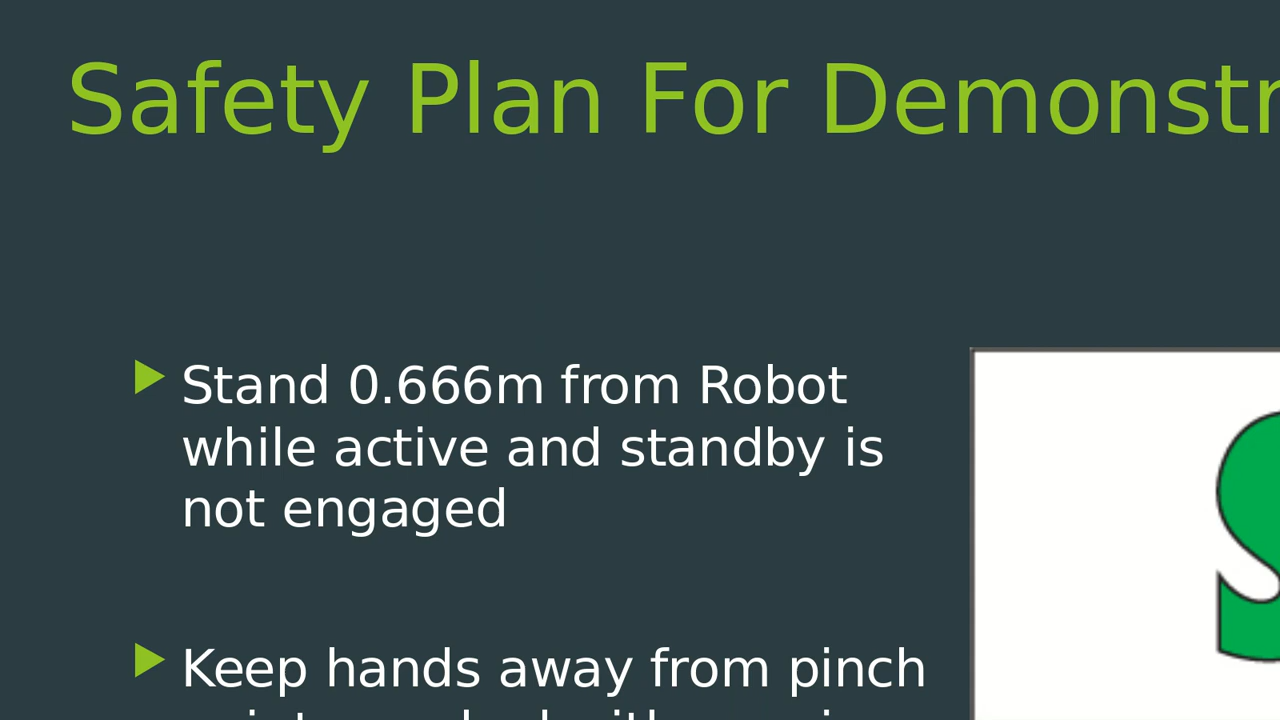 Safety Plan For
Stand 0.666m from Robot
while active and standby is
not engaged
Keep hands away from pinch